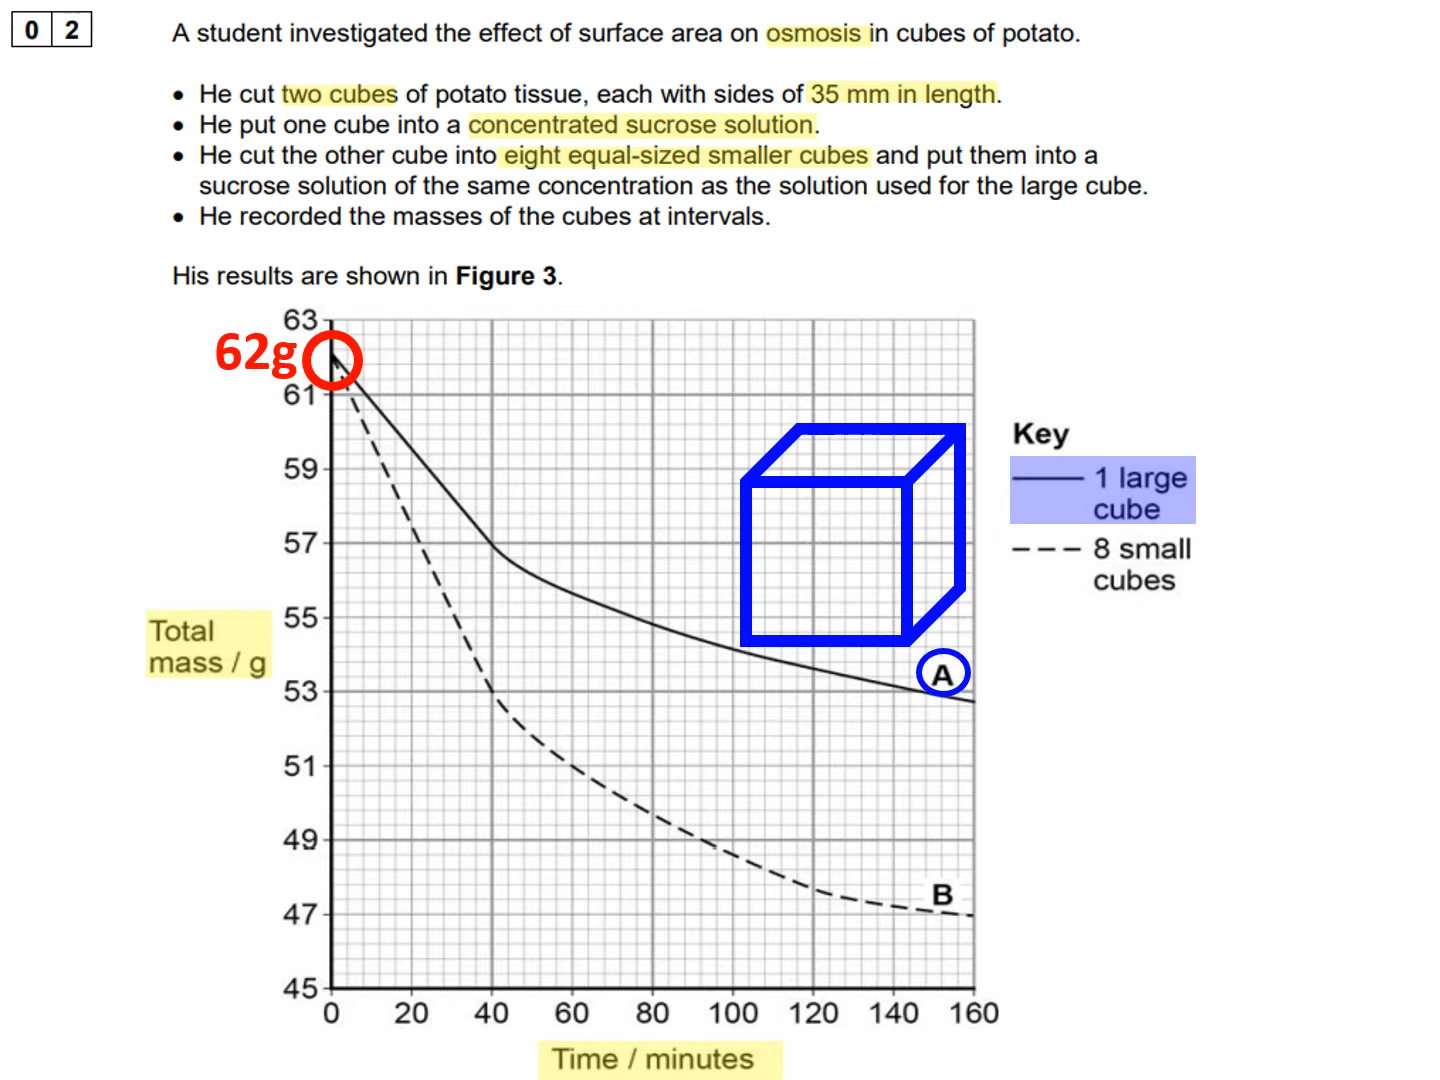 0 2
A student investigated the effect of surface area on osmosis in cubes of potato.
• He cut two cubes of potato tissue, each with sides of 35 mm in length.
• He put one cube into a concentrated sucrose solution.
• He cut the other cube into eight equal-sized smaller cubes and put them into a
sucrose solution of the same concentration as the solution used for the large cube.
• He recorded the masses of the cubes at intervals.
His results are shown in Figure 3.
63
62g
61
59
57
55
53
51
49
47
45
Total
mass / g
0 20 40 60 80 100 120 140 160
Time / minutes
A
B
Key
1 large
cube
8 small
cubes